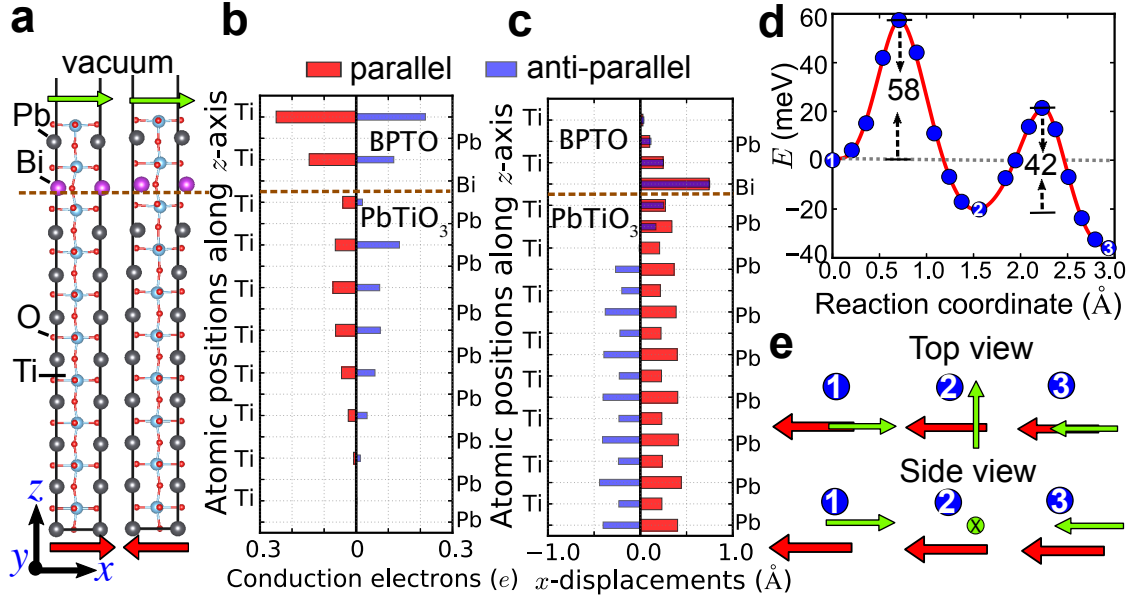 a
vacuum
Pb
Bi
O
Ti
z
y
x
b
parallel
Atomic positions along z-axis
Ti
Ti
Ti
Ti
Ti
Ti
Ti
Ti
Ti
Ti
BPTO
PbTiO3
Pb
Bi
Pb
Pb
Pb
Pb
Pb
Pb
Pb
Pb
0.3
0
0.3
Conduction electrons (e)
c
anti-parallel
Atomic positions along z-axis
Ti
Ti
Ti
Ti
Ti
Ti
Ti
Ti
Ti
Ti
BPTO
PbTiO₃
Pb
Bi
Pb
Pb
Pb
Pb
Pb
Pb
Pb
Pb
−1.0
0.0
1.0
x-displacements (Å)
d
E (meV)
60
40
20
0
−20
−40
58
42
1
2
3
0.0 0.5 1.0 1.5 2.0 2.5 3.0
Reaction coordinate (Å)
e
Top view
1 2 3
Side view
1 2 3
X